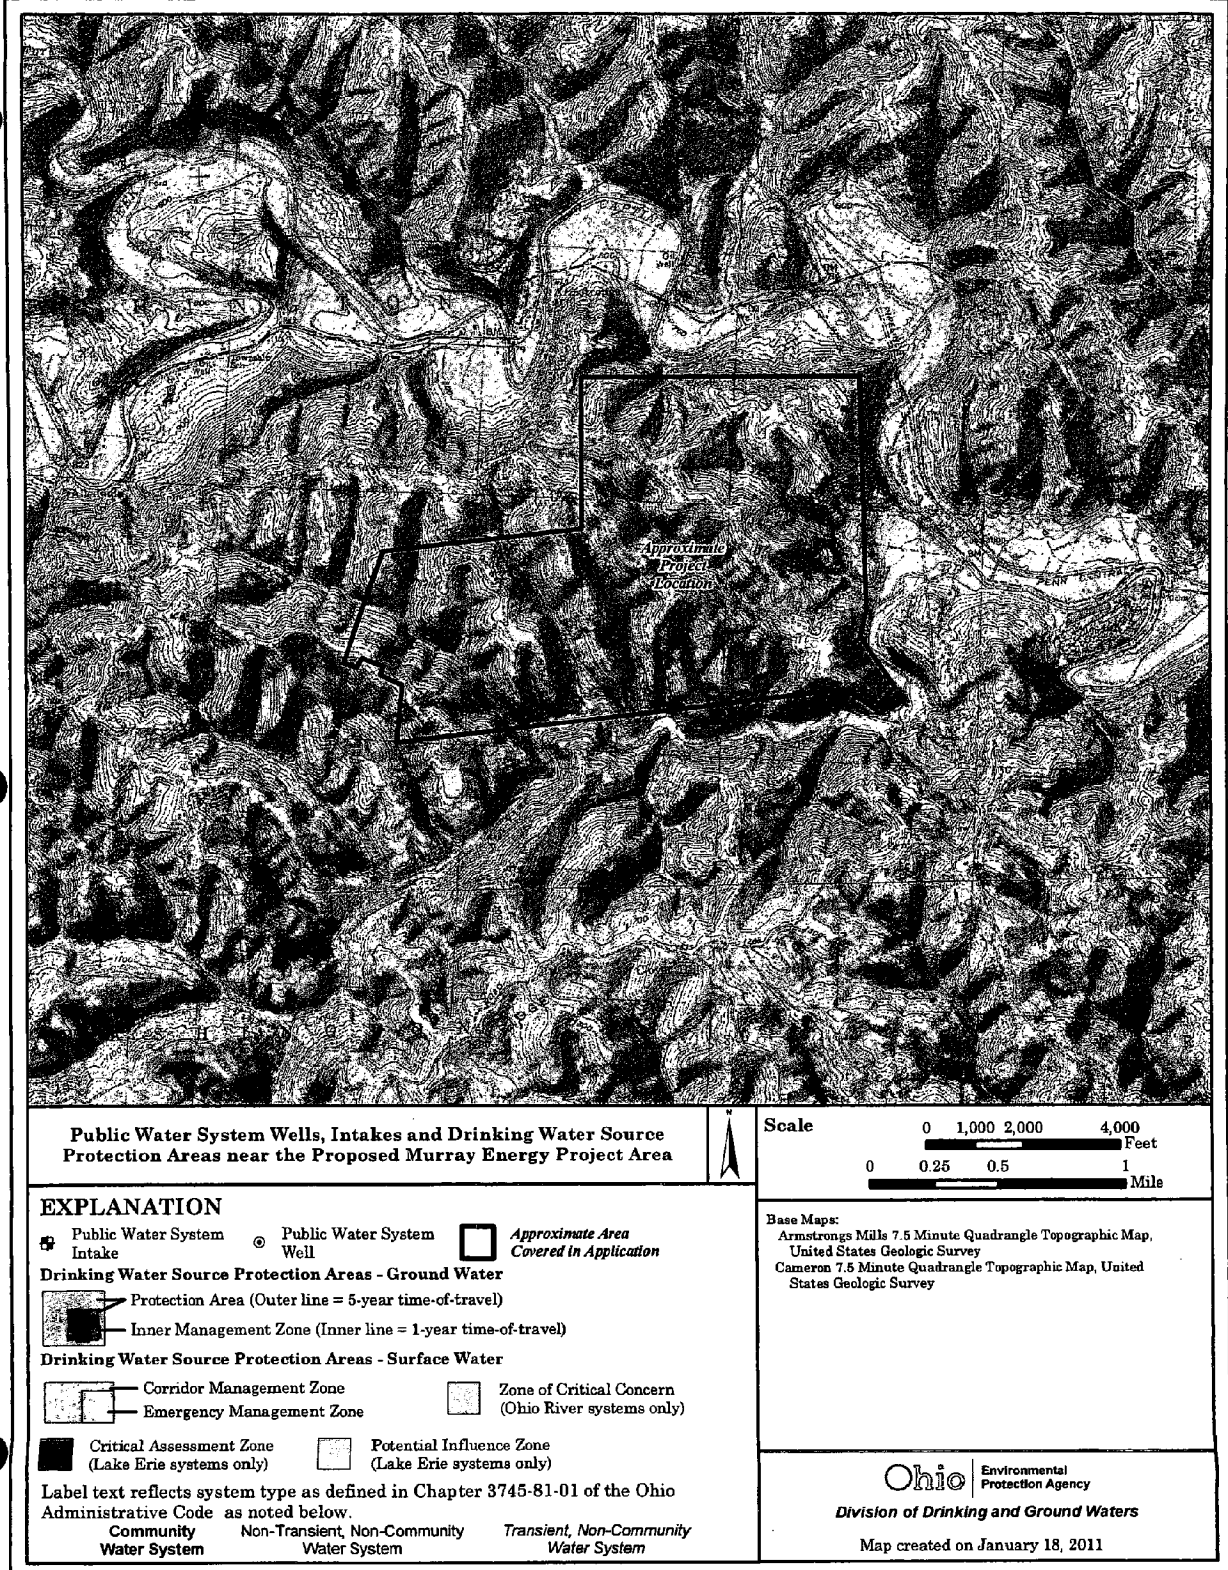 Approximate
Project
Location
Public Water System Wells, Intakes and Drinking Water Source
Protection Areas near the Proposed Murray Energy Project Area
N
Scale
0 1,000 2,000 4,000
Feet
0 0.25 0.5 1
Mile
EXPLANATION
Public Water System
Intake
Public Water System
Well
Approximate Area
Covered in Application
Drinking Water Source Protection Areas - Ground Water
Protection Area (Outer line = 5-year time-of-travel)
Inner Management Zone (Inner line = 1-year time-of-travel)
Drinking Water Source Protection Areas - Surface Water
Corridor Management Zone
Emergency Management Zone
Zone of Critical Concern
(Ohio River systems only)
Critical Assessment Zone
(Lake Erie systems only)
Potential Influence Zone
(Lake Erie systems only)
Label text reflects system type as defined in Chapter 3745-81-01 of the Ohio
Administrative Code as noted below.
Community
Water System
Non-Transient, Non-Community
Water System
Transient, Non-Community
Water System
Base Maps:
Armstrongs Mills 7.5 Minute Quadrangle Topographic Map,
United States Geologic Survey
Cameron 7.5 Minute Quadrangle Topographic Map, United
States Geologic Survey
Ohio
Environmental
Protection Agency
Division of Drinking and Ground Waters
Map created on January 18, 2011